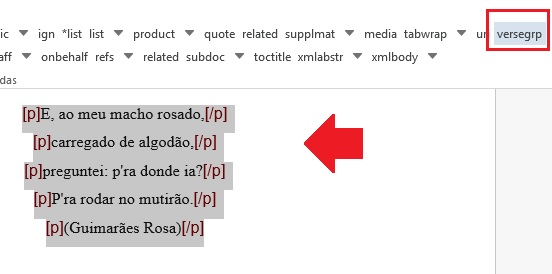 ic ign *list list product quote related supplmat media tabwrap versegrp
aff onbehalf refs related subdoc toctitle xmlabstr xmlbody
das
[p]E, ao meu macho rosado,[/p]
[p]carregado de algodão,[/p]
[p]preguntei: p'ra donde ia?[/p]
[p]P'ra rodar no mutirão.[/p]
[p](Guimarães Rosa)[/p]